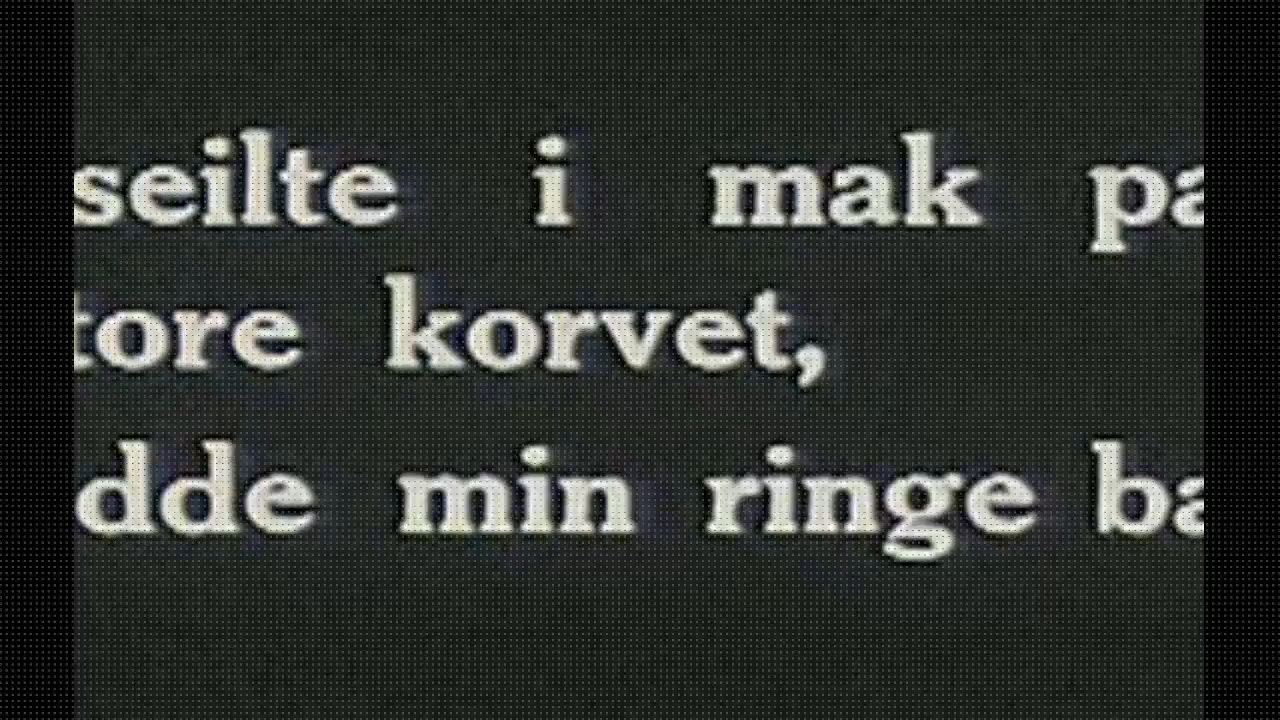 seilte i mak pa
tore korvet,
dde min ringe ba